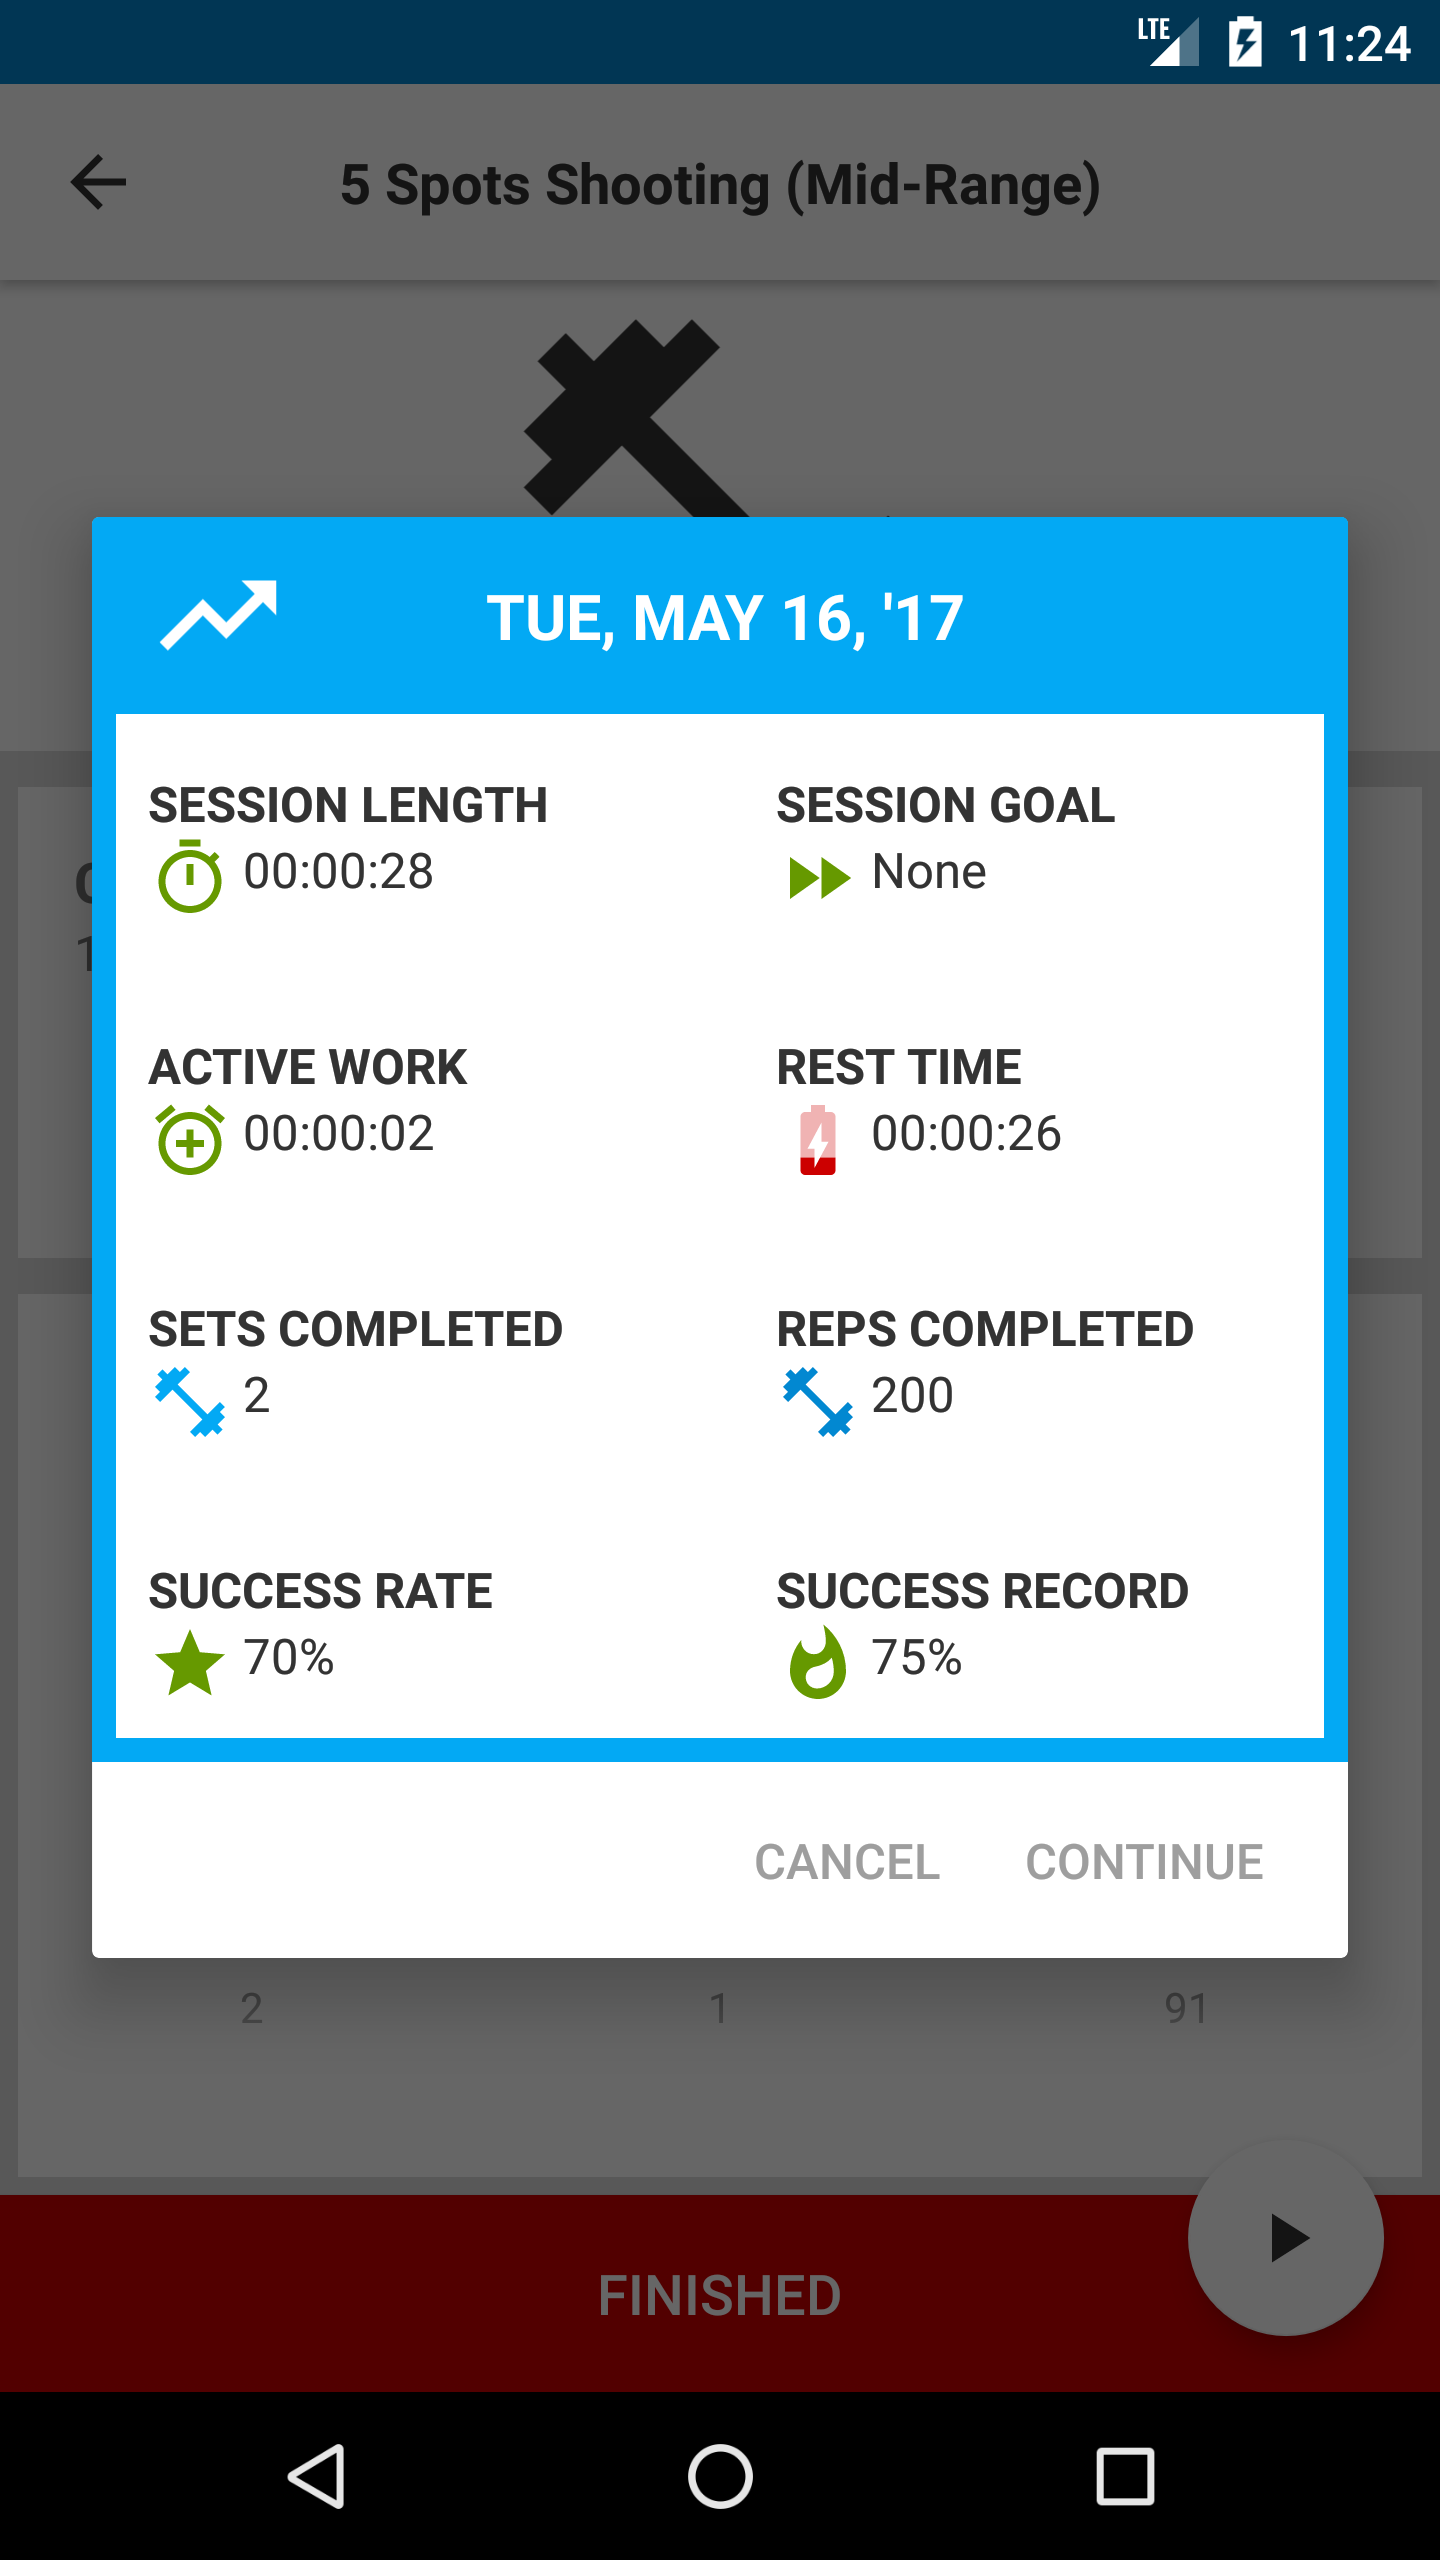 LTE 11:24
5 Spots Shooting (Mid-Range)
TUE, MAY 16, '17
SESSION LENGTH SESSION GOAL
00:00:28 None
ACTIVE WORK REST TIME
00:00:02 00:00:26
SETS COMPLETED REPS COMPLETED
2 200
SUCCESS RATE SUCCESS RECORD
70% 75%
CANCEL CONTINUE
2 1 91
FINISHED